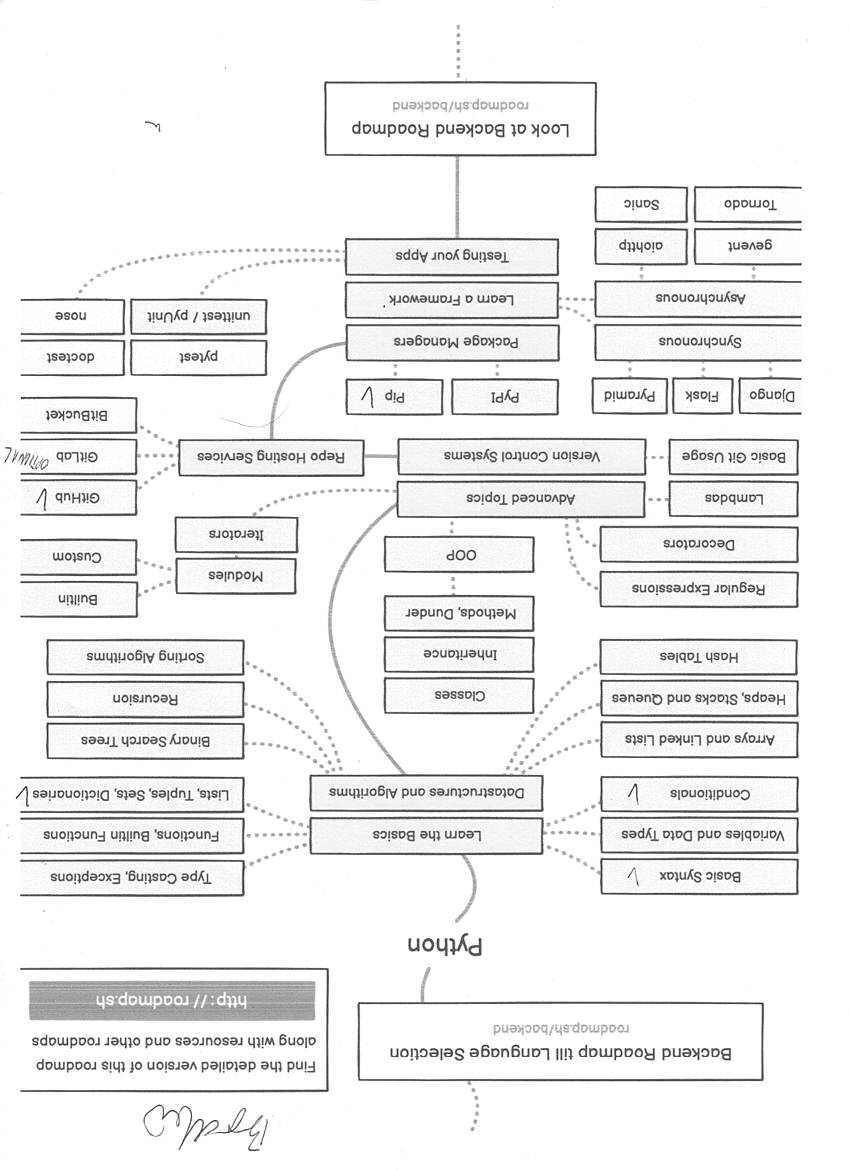 Backend Roadmap till Language Selection
roadmap.sh/backend
Find the detailed version of this roadmap
along with resources and other roadmaps
http://roadmap.sh
Python
Basic Syntax
Variables and Data Types
Conditionals
Learn the Basics
Type Casting, Exceptions
Functions, Builtin Functions
Lists, Tuples, Sets, Dictionaries
Datastructures and Algorithms
Arrays and Linked Lists
Heaps, Stacks and Queues
Hash Tables
Binary Search Trees
Recursion
Sorting Algorithms
Classes
Inheritance
Methods, Dunder
OOP
Regular Expressions
Decorators
Lambdas
Advanced Topics
Modules
Iterators
Builtin
Custom
Basic Git Usage
Version Control Systems
Repo Hosting Services
GitHub
GitLab OPTIONAL
BitBucket
Django
Flask
Pyramid
PyPI
Pip
Synchronous
Package Managers
Asynchronous
Learn a Framework
gevent
aiohttp
Tornado
Sanic
Testing your Apps
pytest
doctest
unittest / pyUnit
nose
Look at Backend Roadmap
roadmap.sh/backend